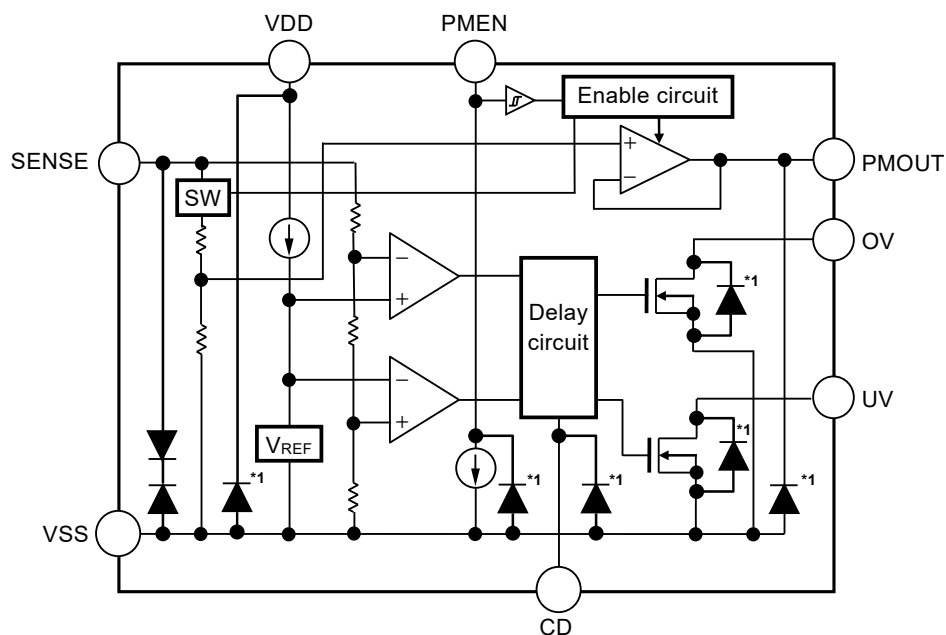 VDD
PMEN
Enable circuit
SENSE
+
−
PMOUT
SW
OV
−
+
*1
Delay
circuit
−
+
UV
VREF
*1
*1
*1
*1
*1
VSS
CD